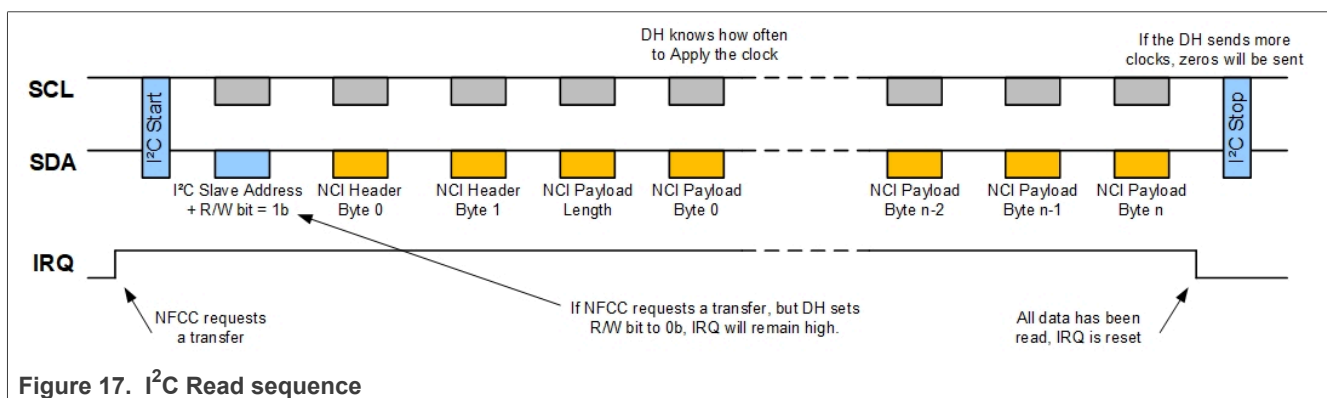 DH knows how often
to Apply the clock
If the DH sends more
clocks, zeros will be sent
SCL
I²C Start
I²C Stop
SDA
I²C Slave Address
+ R/W bit = 1b
NCI Header
Byte 0
NCI Header
Byte 1
NCI Payload
Length
NCI Payload
Byte 0
NCI Payload
Byte n-2
NCI Payload
Byte n-1
NCI Payload
Byte n
IRQ
NFCC requests
a transfer
If NFCC requests a transfer, but DH sets
R/W bit to 0b, IRQ will remain high.
All data has been
read, IRQ is reset
Figure 17. I²C Read sequence